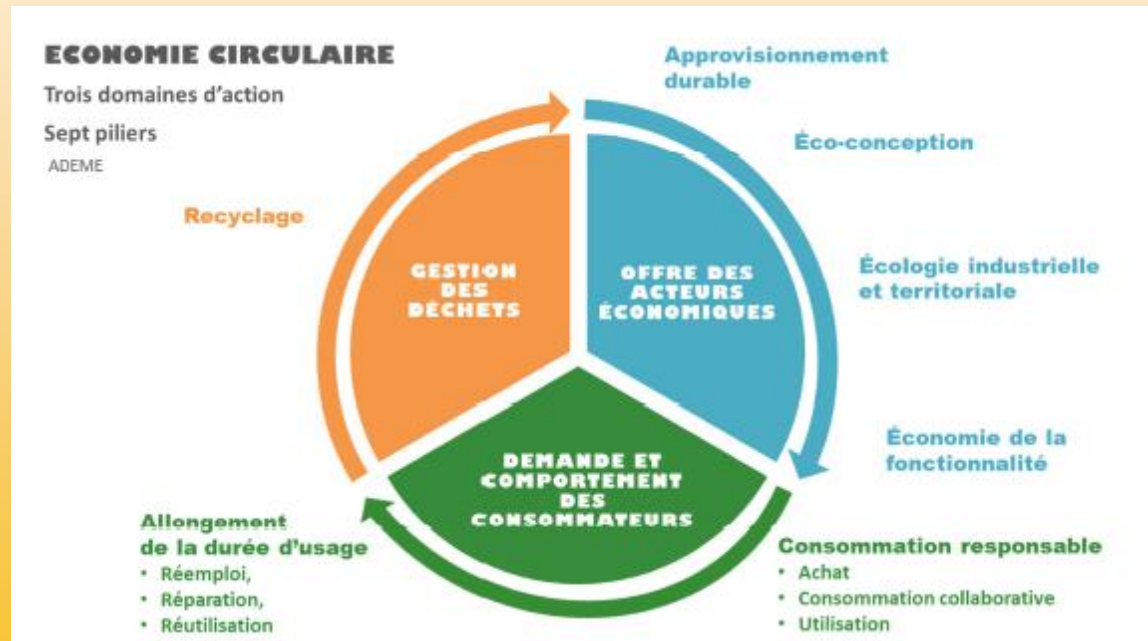 ECONOMIE CIRCULAIRE
Trois domaines d'action
Sept piliers
ADEME
Approvisionnement
durable
Éco-conception
Écologie industrielle
et territoriale
Économie de la
fonctionnalité
OFFRE DES
ACTEURS
ÉCONOMIQUES
Consommation responsable
• Achat
• Consommation collaborative
• Utilisation
DEMANDE ET
COMPORTEMENT
DES
CONSOMMATEURS
Allongement
de la durée d'usage
• Réemploi,
• Réparation,
• Réutilisation
Recyclage
GESTION
DES
DÉCHETS